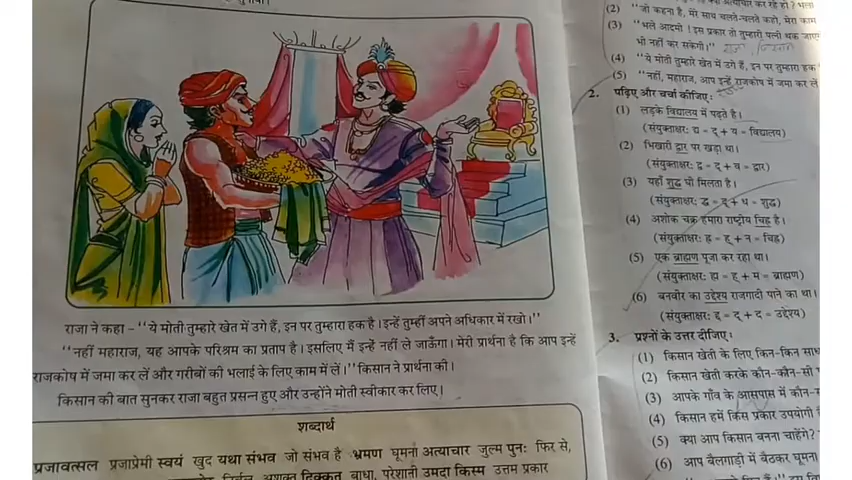 राजा ने कहा – "ये मोती तुम्हारे खेत में उगे हैं, इन पर तुम्हारा हक है। इन्हें तुम्हीं अपने अधिकार में रखो।"
"नहीं महाराज, यह आपके परिश्रम का प्रताप है। इसलिए मैं इन्हें नहीं ले जाऊँगा। मेरी प्रार्थना है कि आप इन्हें
राजकोष में जमा कर लें और गरीबों की भलाई के लिए काम में लें।" किसान ने प्रार्थना की।
किसान की बात सुनकर राजा बहुत प्रसन्न हुए और उन्होंने मोती स्वीकार कर लिए।
शब्दार्थ
प्रजावत्सल प्रजाप्रेमी स्वयं खुद यथा संभव जो संभव है भ्रमण घूमना अत्याचार जुल्म पुनः फिर से,
निर्बल अशक्त दिक्कत बाधा, परेशानी उमदा किस्म उत्तम प्रकार
(2) "जो कहना है, मेरे साथ चलते-चलते कहो, मेरा काम
(3) "भले आदमी ! इस प्रकार तो तुम्हारी पत्नी थक जाए
भी नहीं कर सकेगी।"
(4) "ये मोती तुम्हारे खेत में उगे हैं, इन पर तुम्हारा हक
(5) "नहीं, महाराज, आप इन्हें राजकोष में जमा कर लें
2. पढ़िए और चर्चा कीजिए :
(1) लड़के विद्यालय में पढ़ते है।
(संयुक्ताक्षर: द्य = द् + य = विद्यालय)
(2) भिखारी द्वार पर खड़ा था।
(संयुक्ताक्षर: द्व = द् + व = द्वार)
(3) यहाँ शुद्ध घी मिलता है।
(संयुक्ताक्षर: द्ध = द् + ध = शुद्ध)
(4) अशोक चक्र हमारा राष्ट्रीय चिह्न है।
(संयुक्ताक्षर: ह्न = ह् + न = चिह्न)
(5) एक ब्राह्मण पूजा कर रहा था।
(संयुक्ताक्षर: ह्म = ह् + म = ब्राह्मण)
(6) बनवीर का उद्देश्य राजगादी पाने का था।
(संयुक्ताक्षर: द्द = द् + द = उद्देश्य)
3. प्रश्नों के उत्तर दीजिए :
(1) किसान खेती के लिए किन-किन
(2) किसान खेती करके कौन-कौन-सी
(3) आपके गाँव के आसपास में कौन-
(4) किसान हमें किस प्रकार उपयोगी
(5) क्या आप किसान बनना चाहेंगे?
(6) आप बैलगाड़ी में बैठकर घूमना